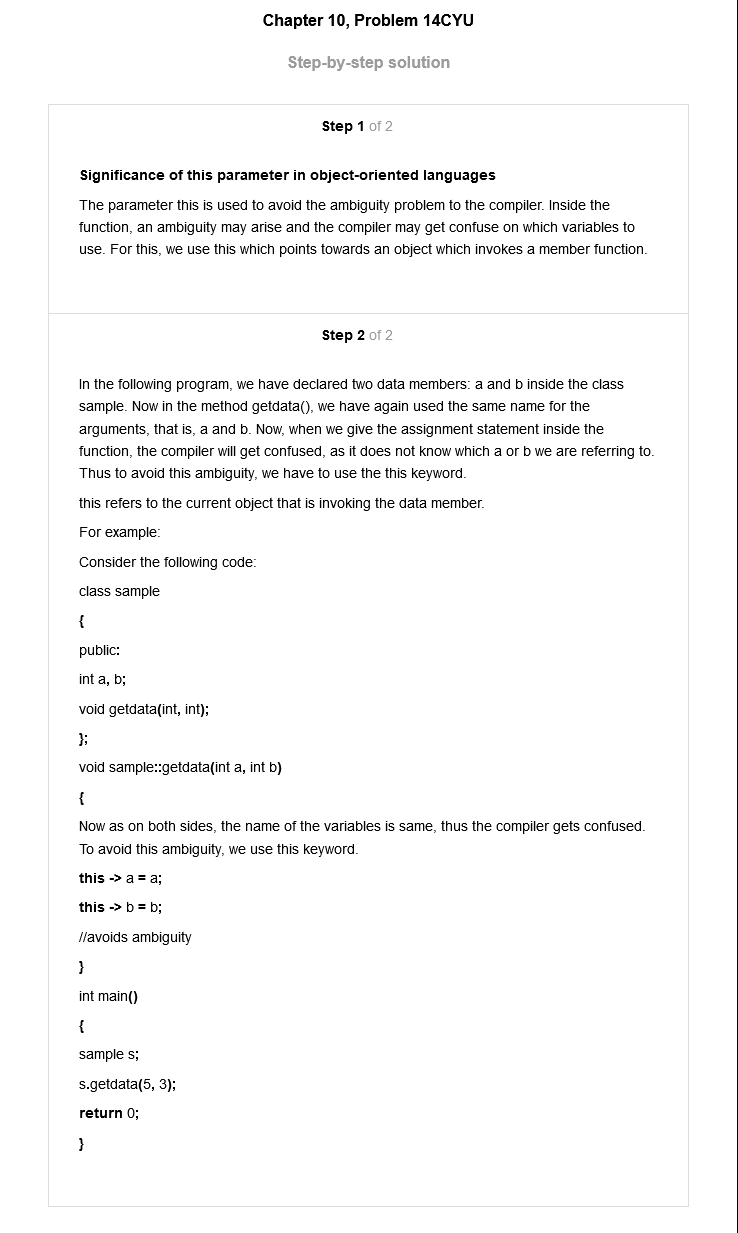 Chapter 10, Problem 14CYU
Step-by-step solution
Step 1 of 2
Significance of this parameter in object-oriented languages
The parameter this is used to avoid the ambiguity problem to the compiler. Inside the
function, an ambiguity may arise and the compiler may get confuse on which variables to
use. For this, we use this which points towards an object which invokes a member function.
Step 2 of 2
In the following program, we have declared two data members: a and b inside the class
sample. Now in the method getdata(), we have again used the same name for the
arguments, that is, a and b. Now, when we give the assignment statement inside the
function, the compiler will get confused, as it does not know which a or b we are referring to.
Thus to avoid this ambiguity, we have to use the this keyword.
this refers to the current object that is invoking the data member.
For example:
Consider the following code:
class sample
{
public:
int a, b;
void getdata(int, int);
};
void sample::getdata(int a, int b)
{
Now as on both sides, the name of the variables is same, thus the compiler gets confused.
To avoid this ambiguity, we use this keyword.
this -> a = a;
this -> b = b;
//avoids ambiguity
}
int main()
{
sample s;
s.getdata(5, 3);
return 0;
}